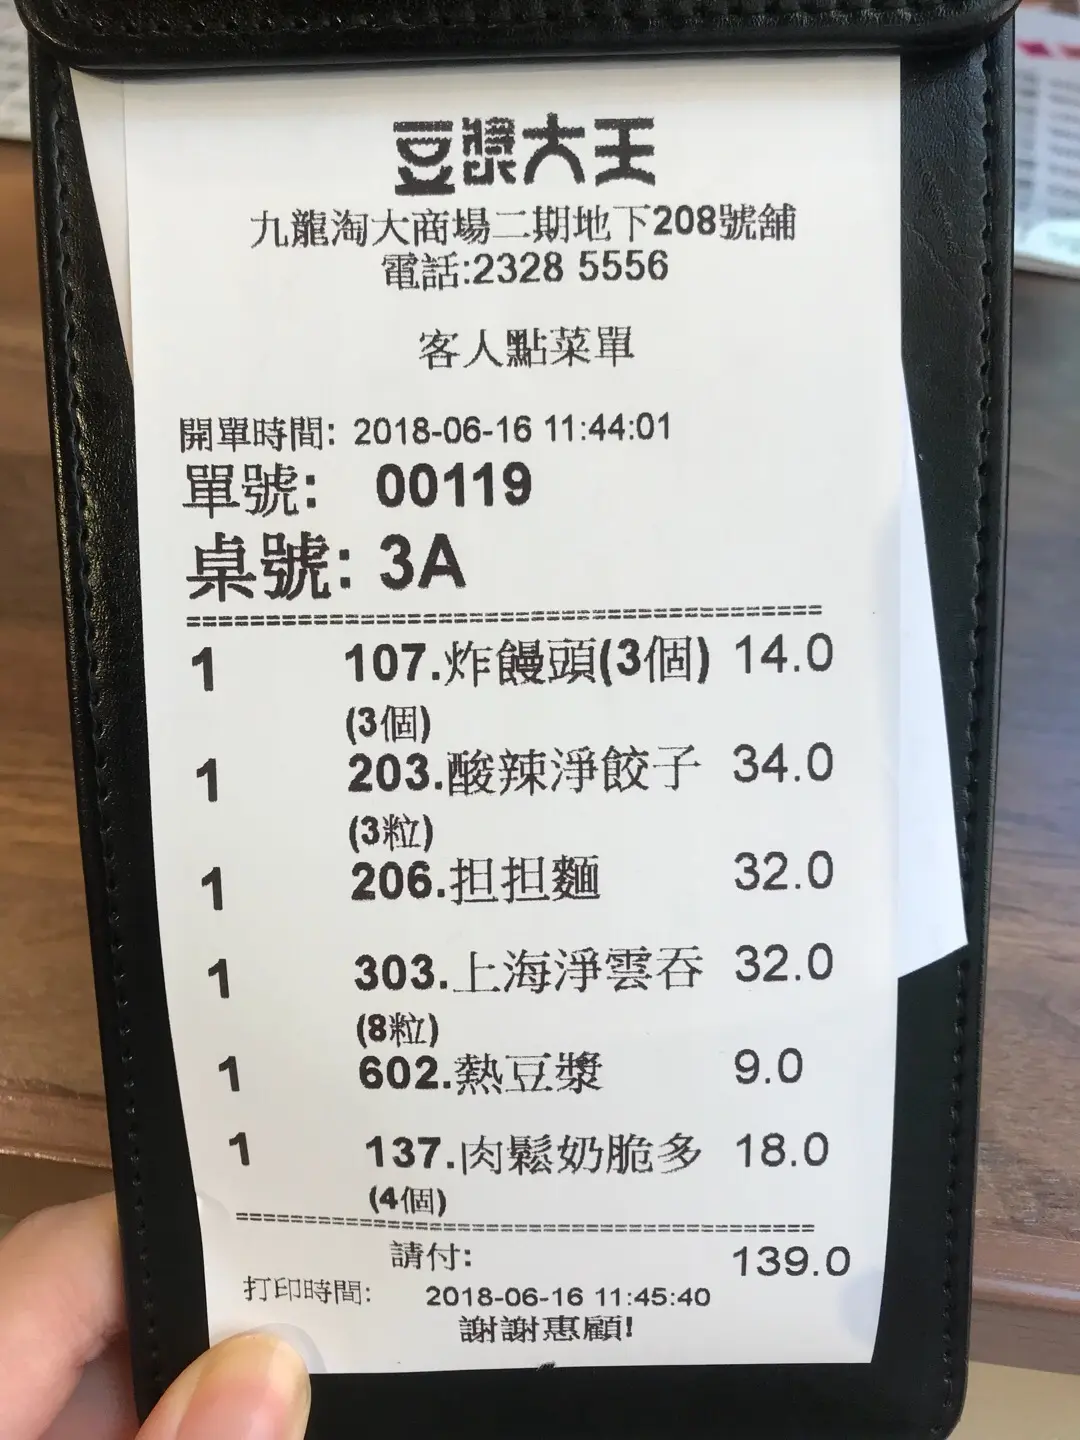 豆漿大王
九龍淘大商場二期地下208號舖
電話:2328 5556
客人點菜單
開單時間: 2018-06-16 11:44:01
單號: 00119
桌號: 3A
1 107.炸饅頭(3個) 14.0
(3個)
1 203.酸辣淨餃子 34.0
(3粒)
1 206.担担麵 32.0
1 303.上海淨雲吞 32.0
(8粒)
1 602.熱豆漿 9.0
1 137.肉鬆奶脆多 18.0
(4個)
請付: 139.0
打印時間: 2018-06-16 11:45:40
謝謝惠顧!